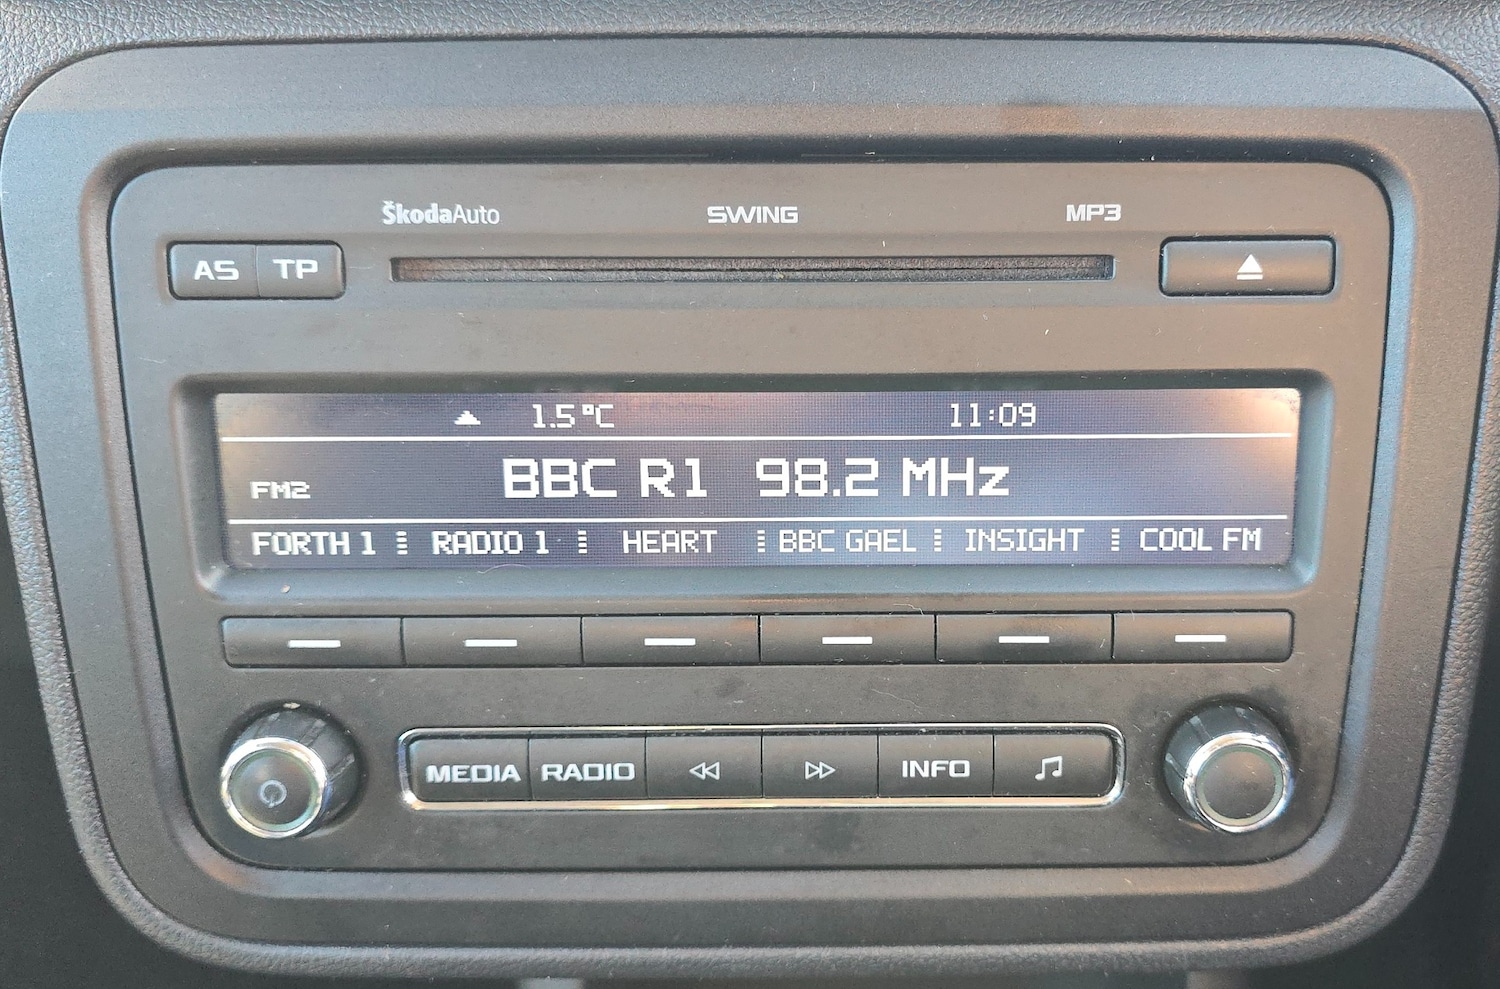 ŠkodaAuto SWING MP3
AS TP
1.5°C 11:09
FM2 BBC R1 98.2 MHz
FORTH 1 RADIO 1 HEART BBC GAEL INSIGHT COOL FM
MEDIA RADIO INFO